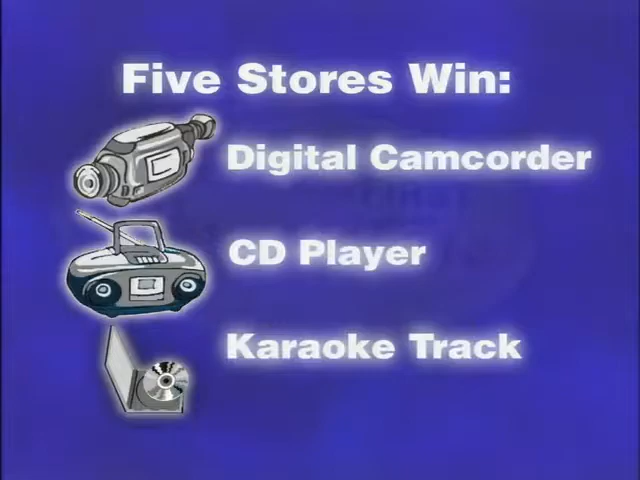 Five Stores Win:
Digital Camcorder
CD Player
Karaoke Track